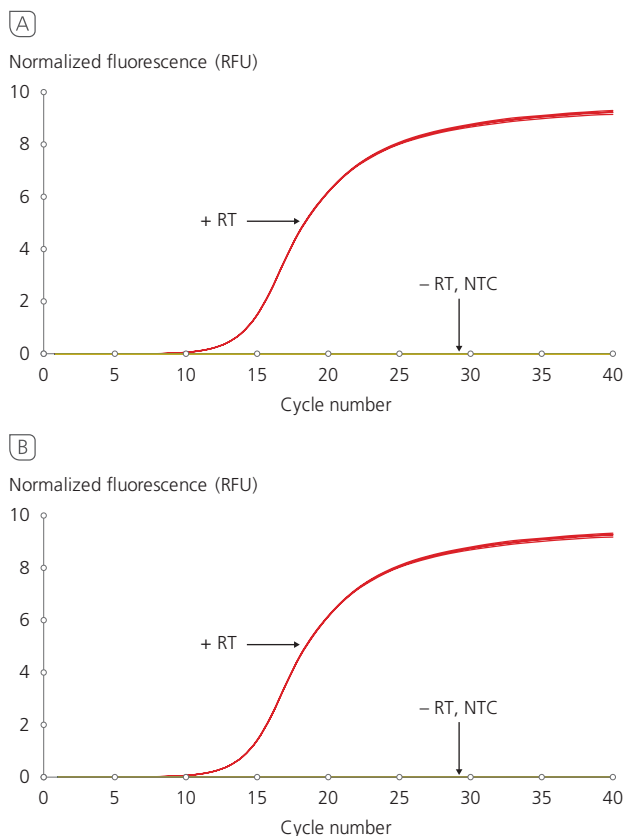 A
Normalized fluorescence (RFU)
10
8
+ RT
6
4
– RT, NTC
2
0
0 5 10 15 20 25 30 35 40
Cycle number
B
Normalized fluorescence (RFU)
10
8
6
+ RT
4
– RT, NTC
2
0
0 5 10 15 20 25 30 35 40
Cycle number